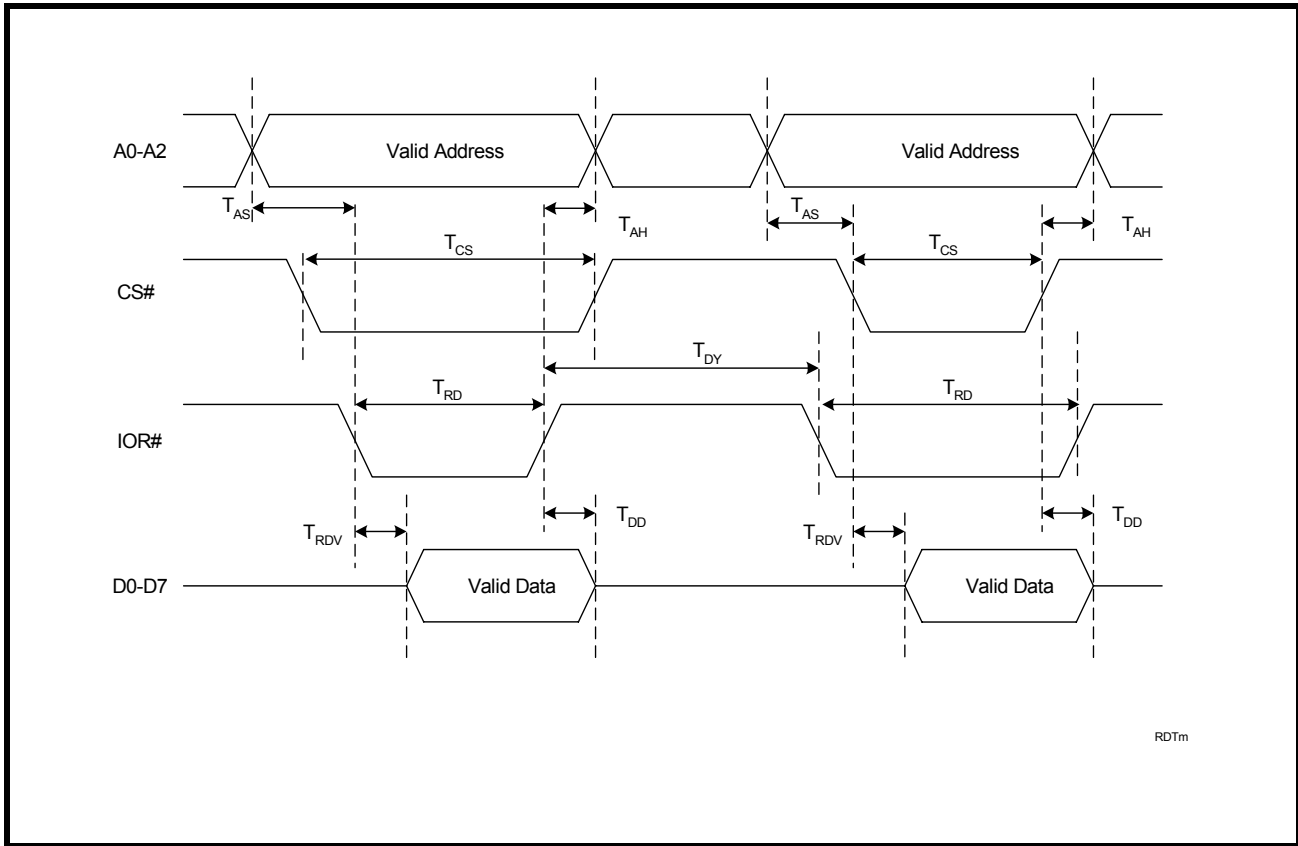 A0-A2
Valid Address
Valid Address
TAS
TAH
TAS
TAH
TCS
TCS
CS#
TDY
TRD
TRD
IOR#
TRDV
TDD
TRDV
TDD
D0-D7
Valid Data
Valid Data
RDTm